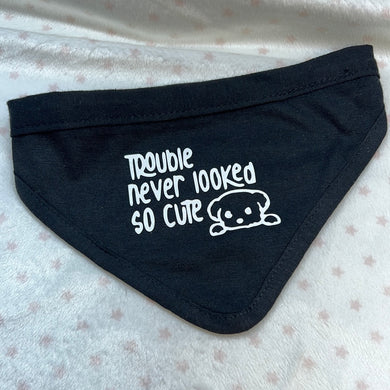 Trouble
never looked
so cute